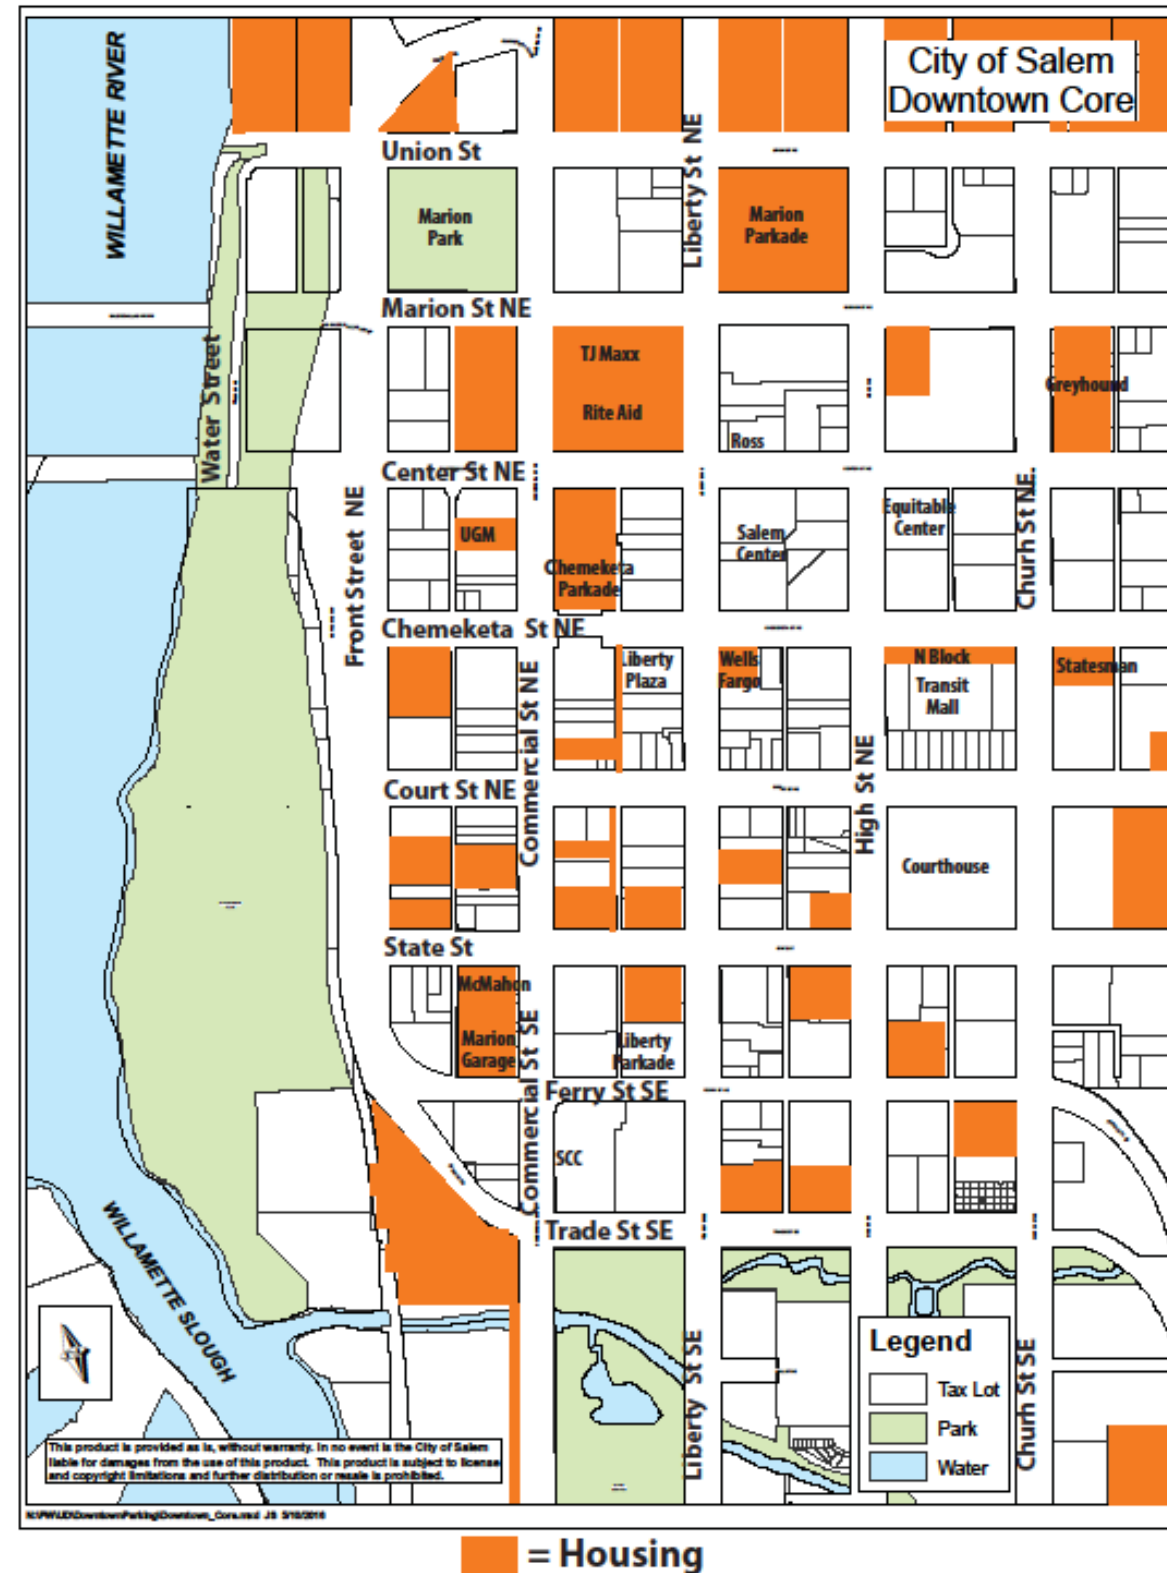 City of Salem
Downtown Core
WILLAMETTE RIVER
Union St
Liberty St NE
Marion
Park
Marion
Parkade
Marion St NE
Water Street
TJ Maxx
Rite Aid
Ross
Greyhound
Center St NE
Front Street NE
UGM
Chemeketa
Parkade
Salem
Center
Equitable
Center
Churh St NE
Chemeketa St NE
Commercial St NE
Liberty
Plaza
Wells
Fargo
N Block
Transit
Mall
Statesman
High St NE
Court St NE
Courthouse
State St
McMahon
Marion
Garage
Commercial St SE
Liberty
Parkade
Ferry St SE
SCC
Trade St SE
WILLAMETTE SLOUGH
Liberty St SE
Churh St SE
Legend
Tax Lot
Park
Water
This product is provided as is, without warranty. In no event is the City of Salem
liable for damages from the use of this product. This product is subject to license
and copyright limitations and further distribution or resale is prohibited.
= Housing